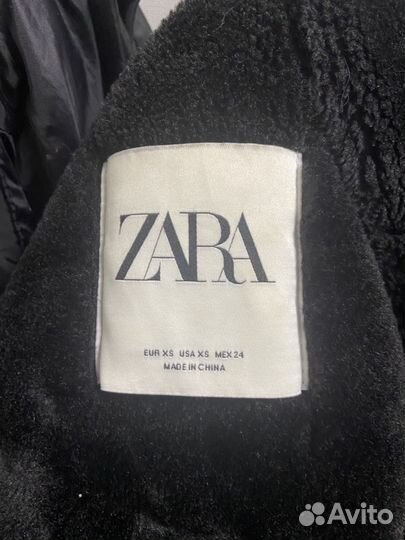 ZARA
EUR XS USA XS MEX 24
MADE IN CHINA
Avito